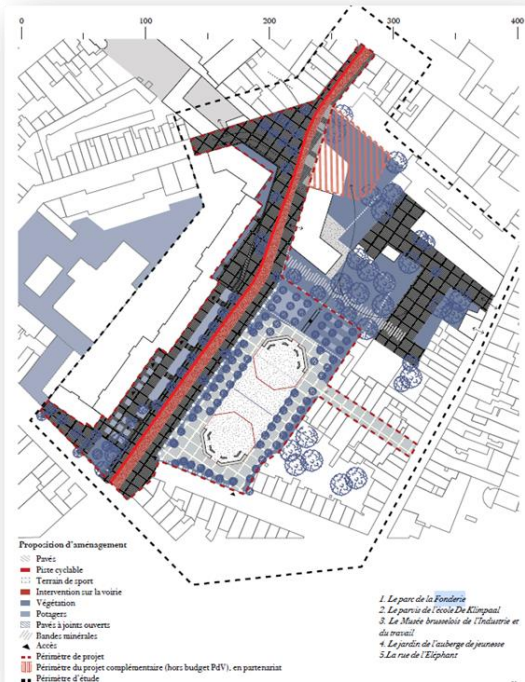 0 100 200 300 400
Proposition d'aménagement
Pavés
Piste cyclable
Terrain de sport
Intervention sur la voirie
Végétation
Potagers
Pavés à joints ouverts
Bandes minérales
Accès
Périmètre de projet
Périmètre du projet complémentaire (hors budget PdV), en partenariat
Périmètre d'étude
1. Le parc de la Fonderie
2. Le parvis de l'école De Klimpaal
3. Le Musée bruxellois de l'Industrie et
du travail
4. Le jardin de l'auberge de jeunesse
5.La rue de l'Eléphant